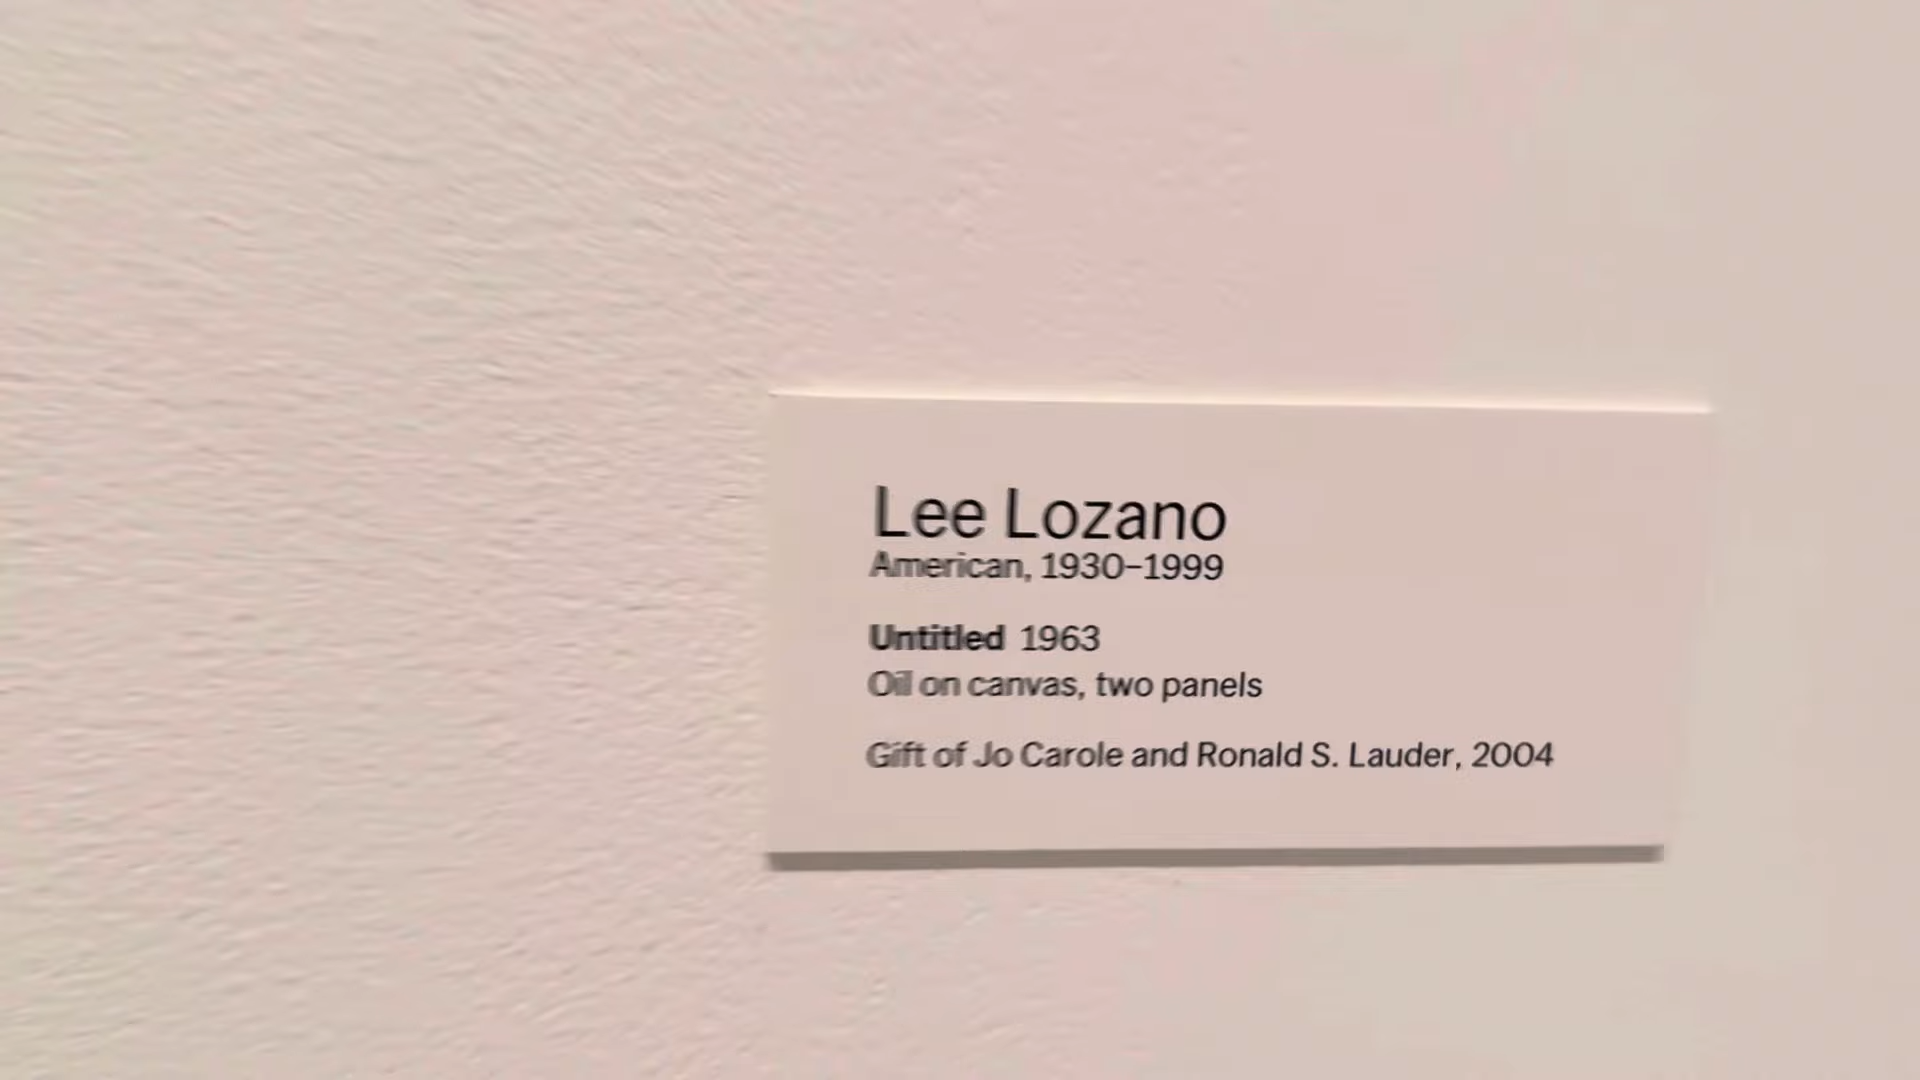 Lee Lozano
American, 1930–1999
Untitled 1963
Oil on canvas, two panels
Gift of Jo Carole and Ronald S. Lauder, 2004